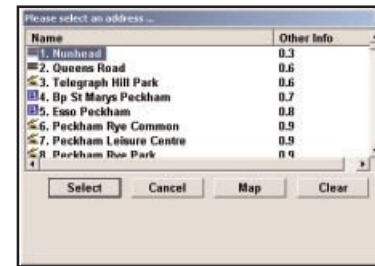 Please select an address ...
Name Other Info
1. Nunhead 0.3
2. Queens Road 0.6
3. Telegraph Hill Park 0.6
4. Bp St Marys Peckham 0.7
5. Esso Peckham 0.8
6. Peckham Rye Common 0.9
7. Peckham Leisure Centre 0.9
8. Peckham Rye Park 0.9
Select Cancel Map Clear